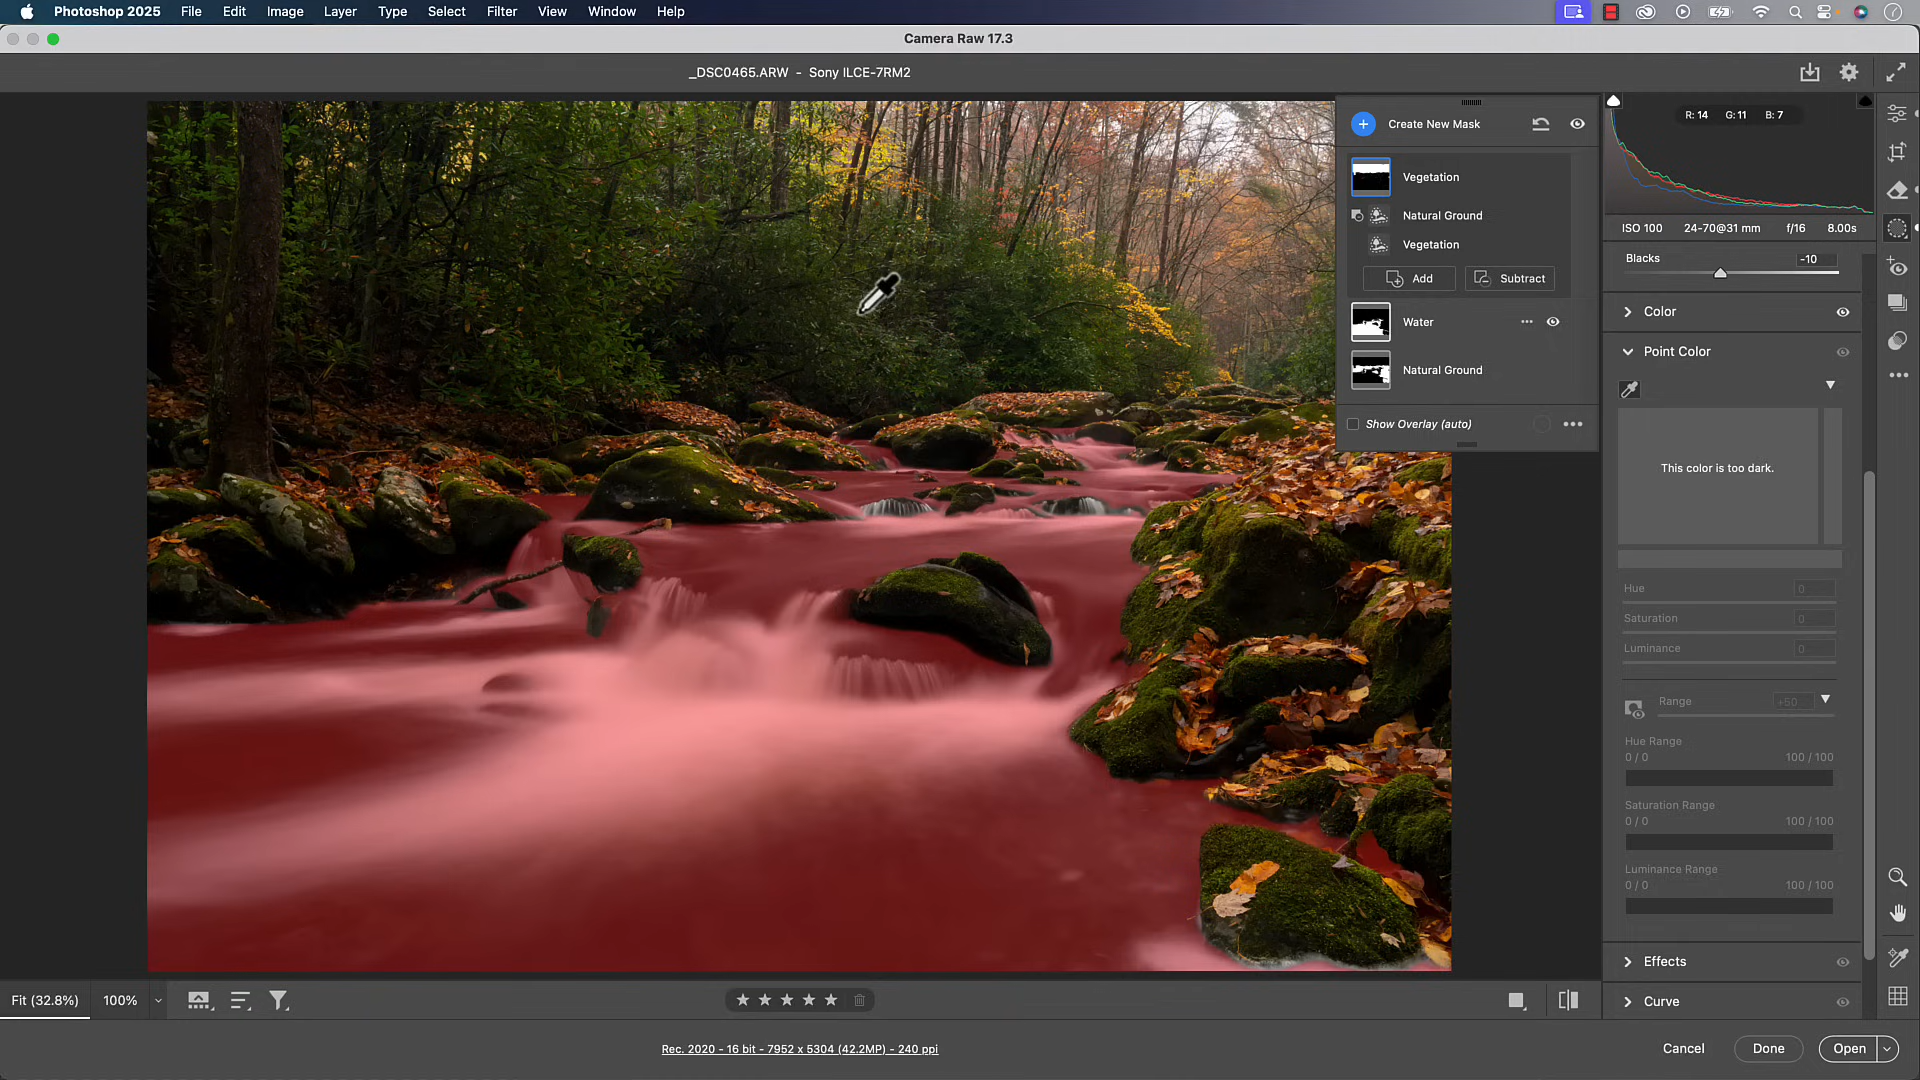 Photoshop 2025 File Edit Image Layer Type Select Filter View Window Help
Camera Raw 17.3
_DSC0465.ARW - Sony ILCE-7RM2
Create New Mask
Vegetation
Natural Ground
Vegetation
Add Subtract
Water
Natural Ground
Show Overlay (auto)
R: 14 G: 11 B: 7
ISO 100 24-70@31 mm f/16 8.00s
Blacks -10
Color
Point Color
This color is too dark.
Hue 0
Saturation 0
Luminance 0
Range +50
Hue Range
0 / 0 100 / 100
Saturation Range
0 / 0 100 / 100
Luminance Range
0 / 0 100 / 100
Effects
Curve
Fit (32.8%) 100%
Rec. 2020 - 16 bit - 7952 x 5304 (42.2MP) - 240 ppi
Cancel Done Open